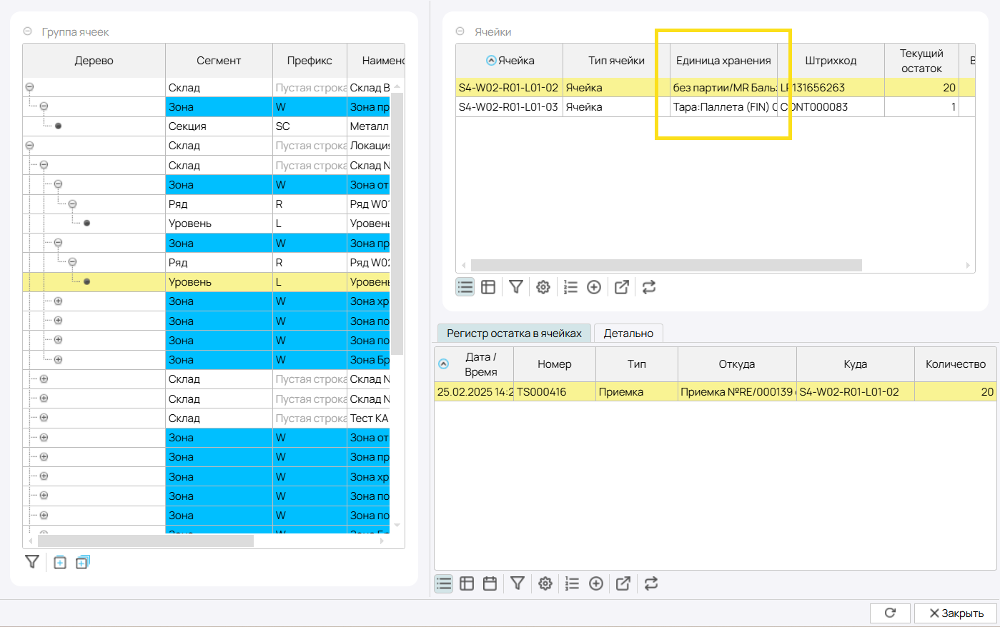 Группа ячеек
Дерево Сегмент Префикс Наимено
Склад Пустая строка Склад В
Зона W Зона пр
Секция SC Металл
Склад Пустая строка Локация
Склад Пустая строка Склад N
Зона W Зона от
Ряд R Ряд W01
Уровень L Уровень
Зона W Зона пр
Ряд R Ряд W02
Уровень L Уровень
Зона W Зона хр
Зона W Зона по
Зона W Зона по
Зона W Зона Бр
Склад Пустая строка Склад N
Склад Пустая строка Склад N
Склад Пустая строка Тест КА
Зона W Зона от
Зона W Зона пр
Зона W Зона хр
Зона W Зона по
Зона W Зона по
Ячейки
Ячейка Тип ячейки Единица хранения Штрихкод Текущий остаток В
S4-W02-R01-L01-02 Ячейка без партии/MR Бальз LP131656263 20
S4-W02-R01-L01-03 Ячейка Тара:Паллета (FIN) CONT000083 1
Регистр остатка в ячейках Детально
Дата / Время Номер Тип Откуда Куда Количество
25.02.2025 14:2 TS000416 Приемка Приемка №RE/000139 S4-W02-R01-L01-02 20
Закрыть